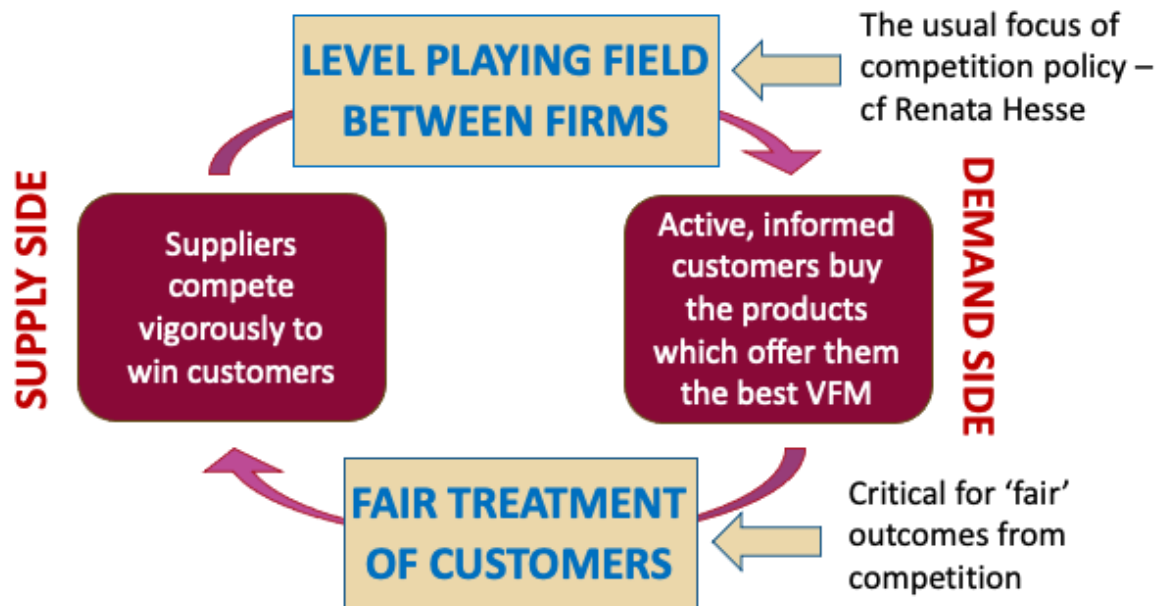 LEVEL PLAYING FIELD
BETWEEN FIRMS
The usual focus of
competition policy –
cf Renata Hesse
SUPPLY SIDE
Suppliers
compete
vigorously to
win customers
Active, informed
customers buy
the products
which offer them
the best VFM
DEMAND SIDE
FAIR TREATMENT
OF CUSTOMERS
Critical for ‘fair’
outcomes from
competition